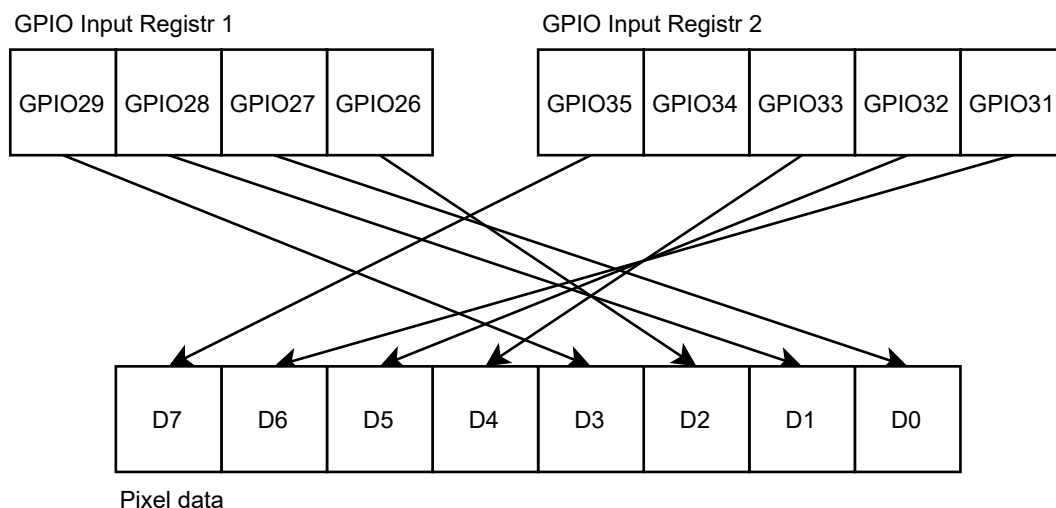 GPIO Input Registr 1 GPIO Input Registr 2
GPIO29 GPIO28 GPIO27 GPIO26 GPIO35 GPIO34 GPIO33 GPIO32 GPIO31
D7 D6 D5 D4 D3 D2 D1 D0
Pixel data